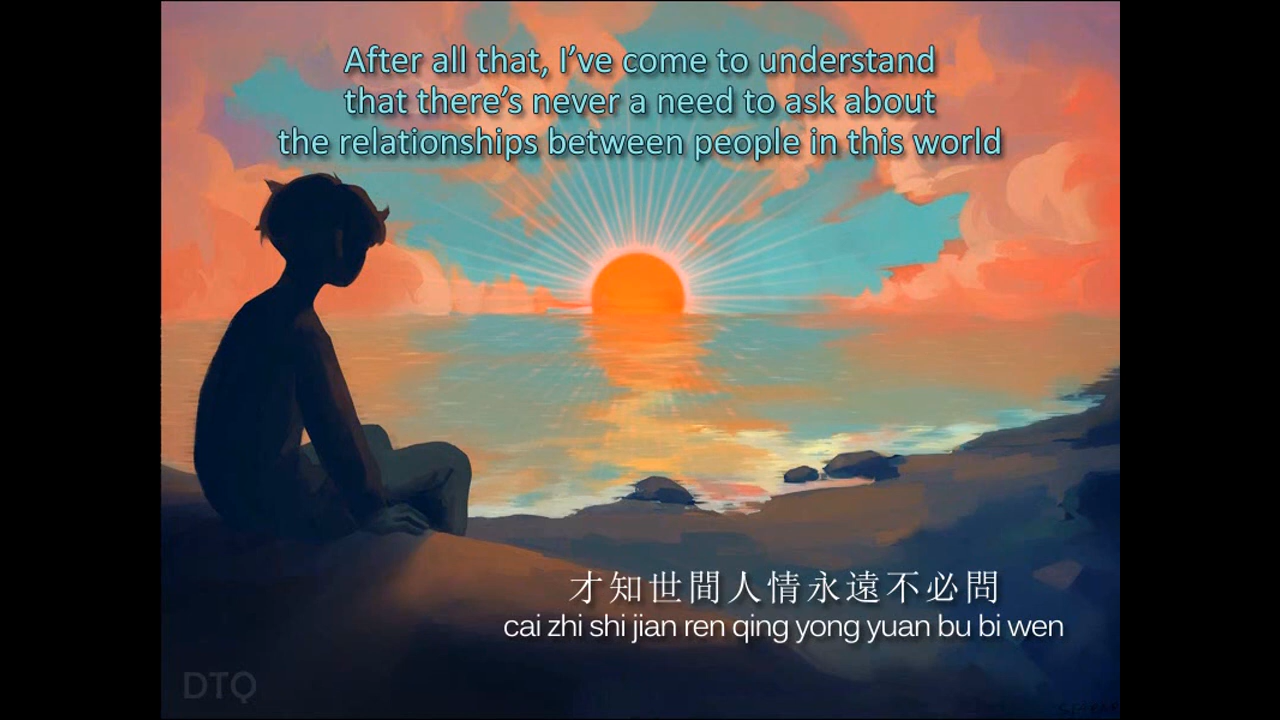 After all that, I've come to understand
that there's never a need to ask about
the relationships between people in this world
才知世間人情永遠不必問
cai zhi shi jian ren qing yong yuan bu bi wen
DTQ